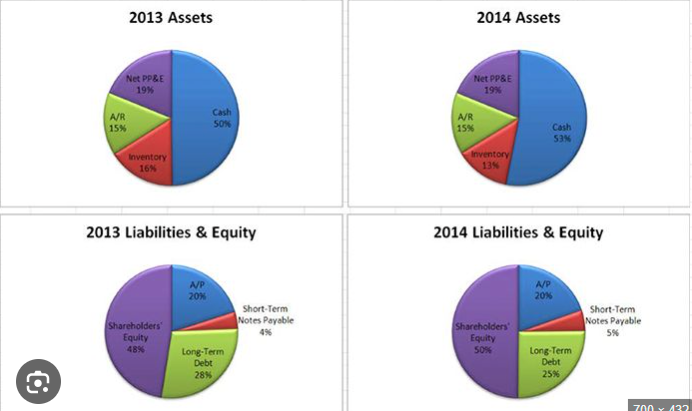 2013 Assets
Net PP&E
19%
A/R
15%
Cash
50%
Inventory
16%
2014 Assets
Net PP&E
19%
A/R
15%
Cash
53%
Inventory
13%
2013 Liabilities & Equity
A/P
20%
Short-Term
Notes Payable
4%
Shareholders'
Equity
48%
Long-Term
Debt
28%
2014 Liabilities & Equity
A/P
20%
Short-Term
Notes Payable
5%
Shareholders'
Equity
50%
Long-Term
Debt
25%
700 × 432